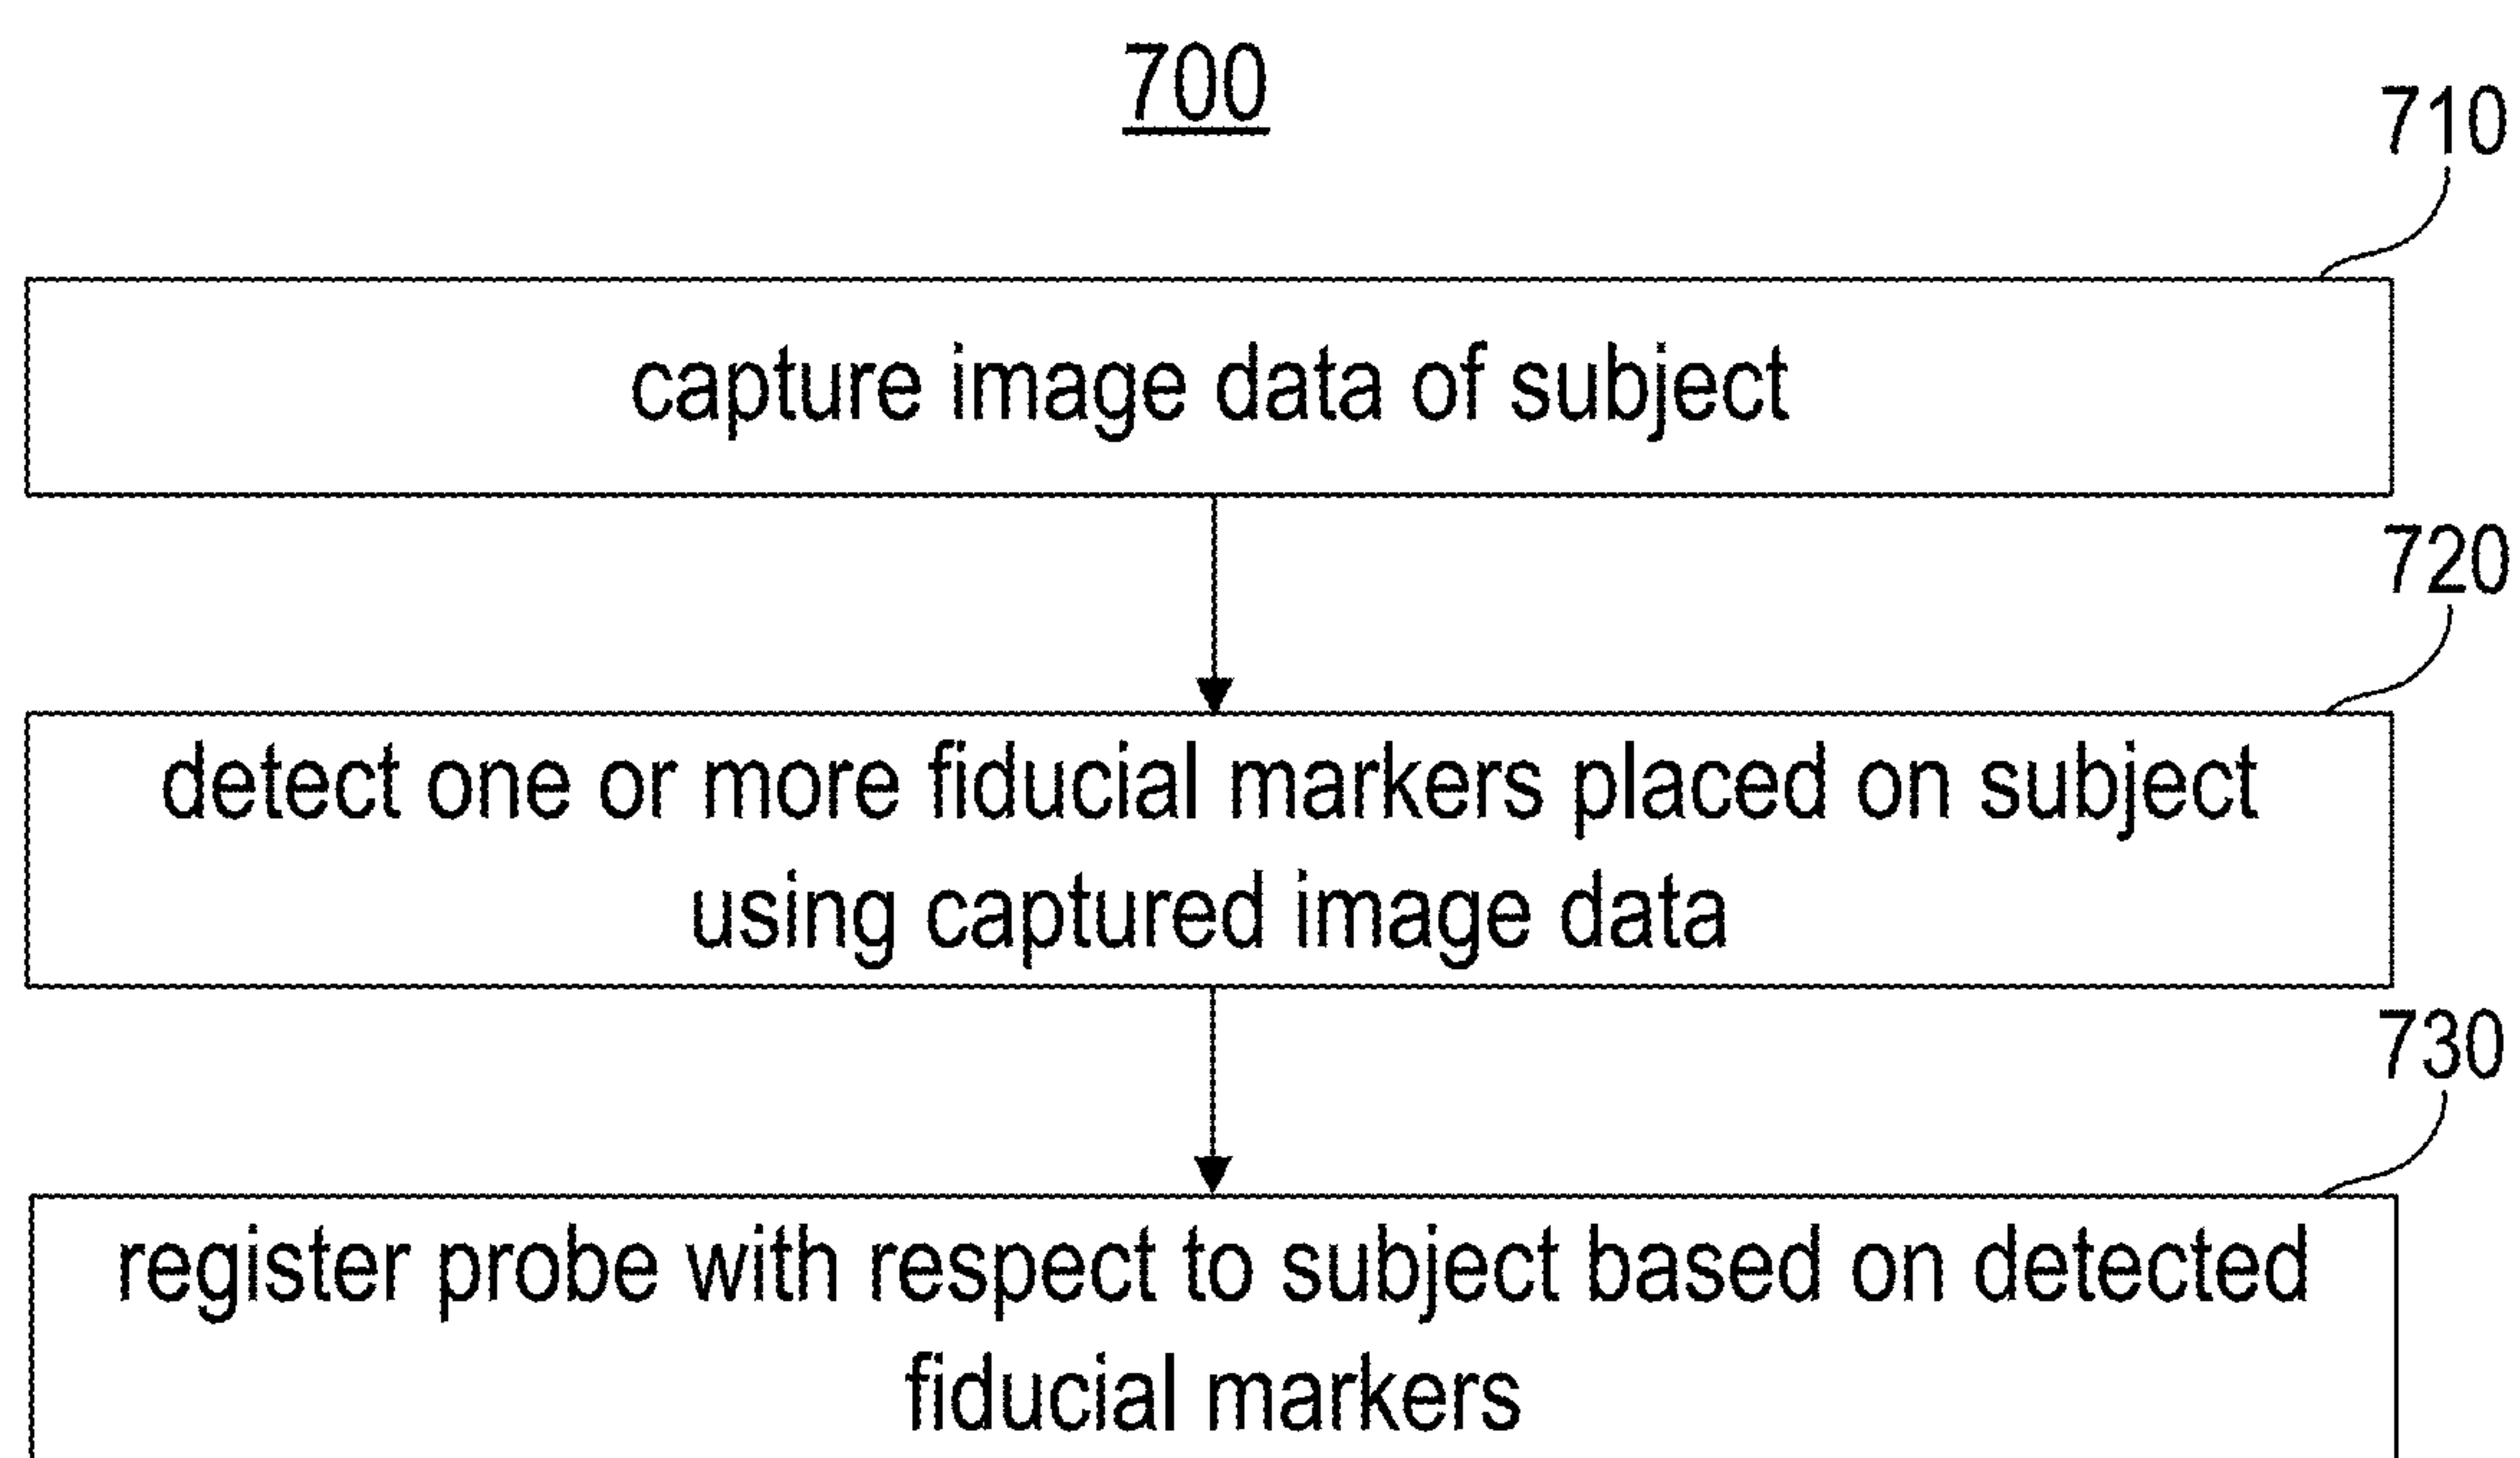 700
710
capture image data of subject
720
detect one or more fiducial markers placed on subject
using captured image data
730
register probe with respect to subject based on detected
fiducial markers